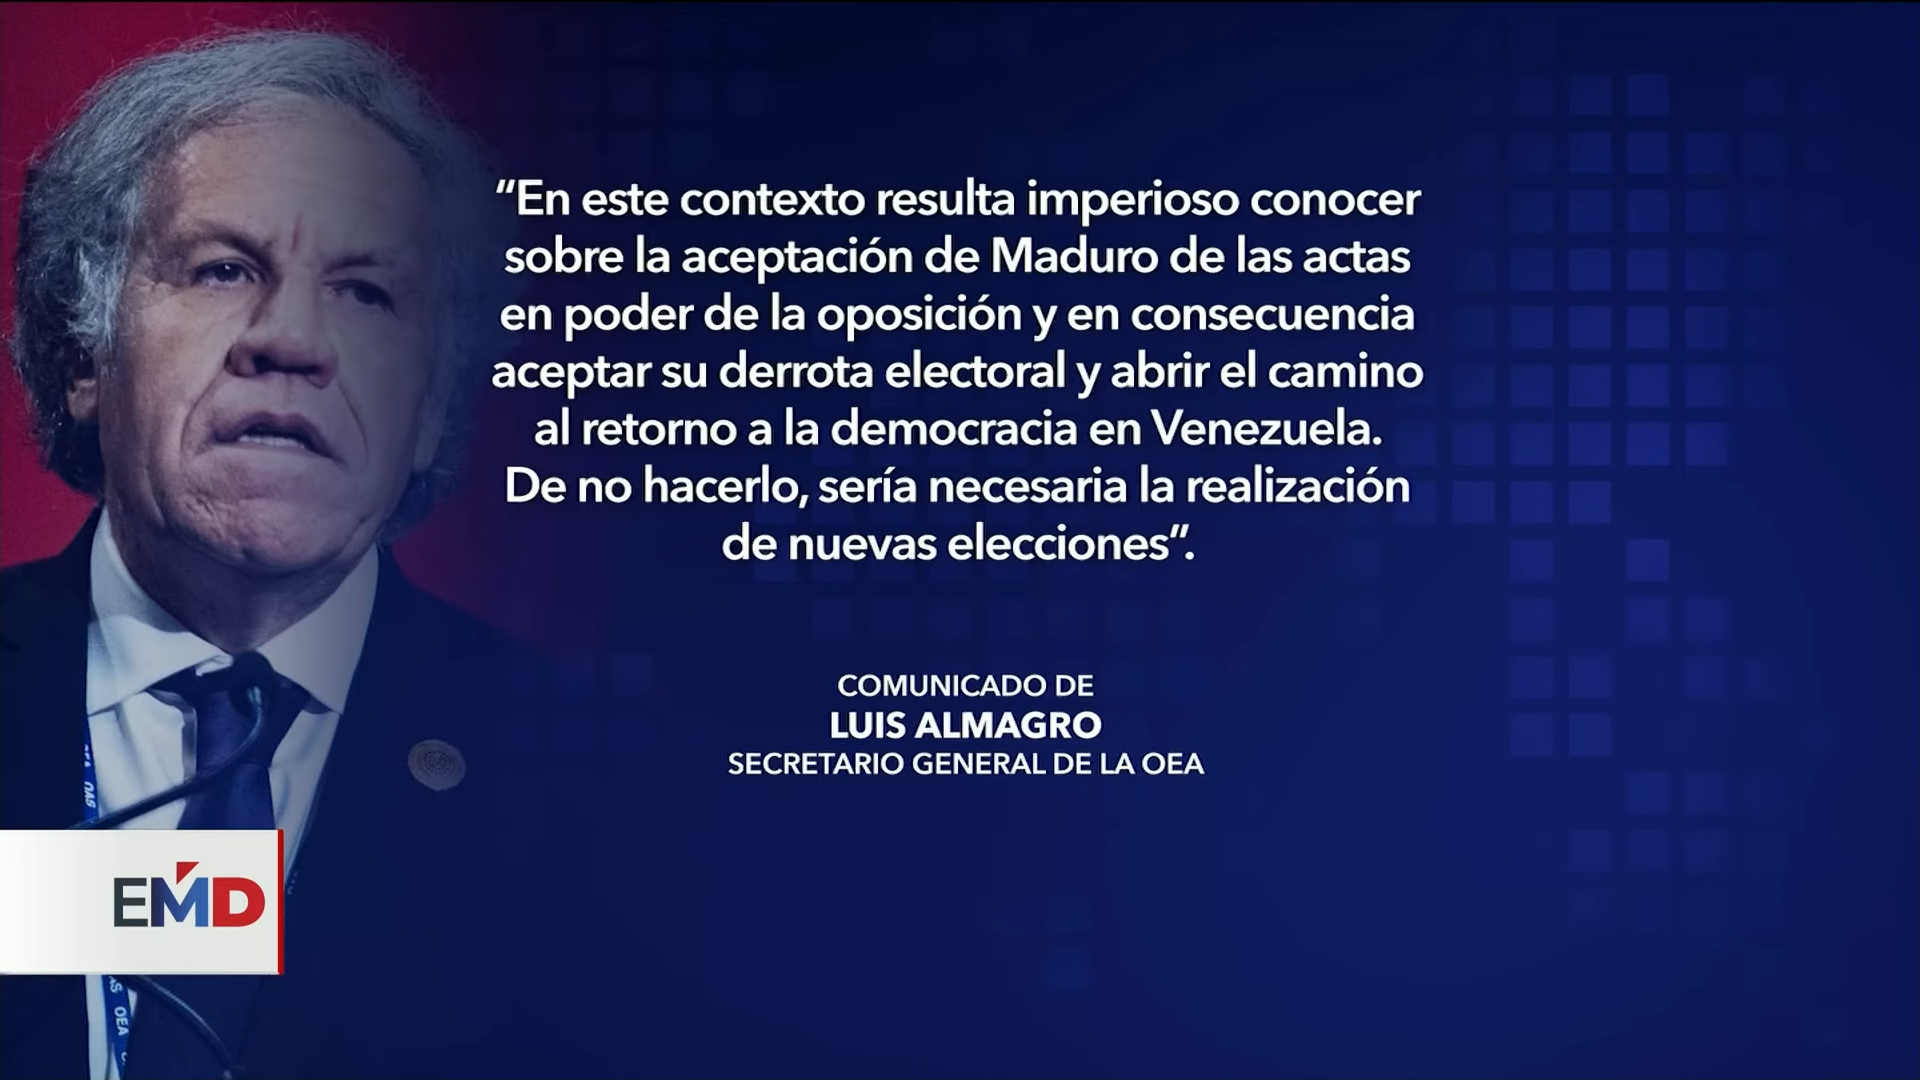 “En este contexto resulta imperioso conocer
sobre la aceptación de Maduro de las actas
en poder de la oposición y en consecuencia
aceptar su derrota electoral y abrir el camino
al retorno a la democracia en Venezuela.
De no hacerlo, sería necesaria la realización
de nuevas elecciones”.
COMUNICADO DE
LUIS ALMAGRO
SECRETARIO GENERAL DE LA OEA
OAS
EMD
OEA